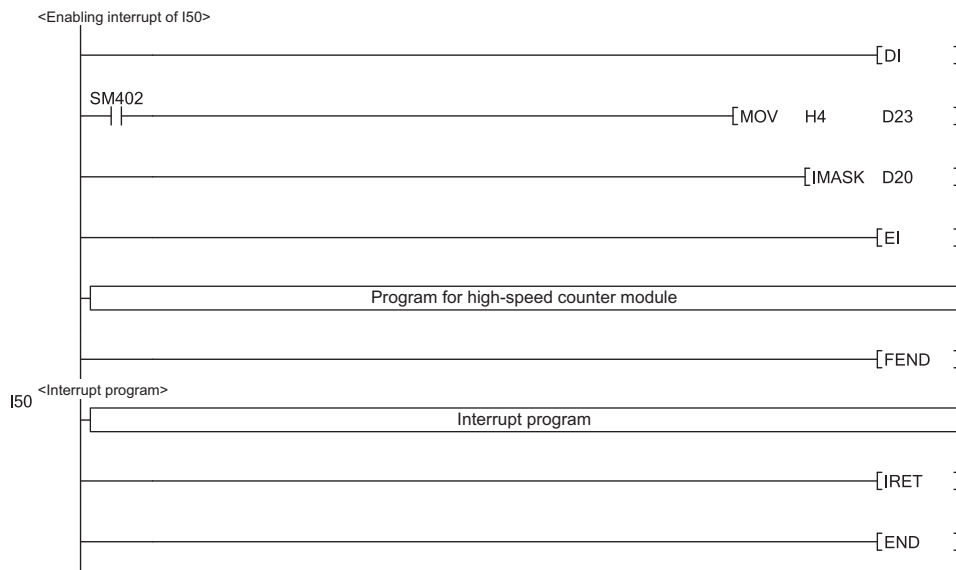 <Enabling interrupt of I50>
[DI ]
SM402
[MOV H4 D23 ]
[IMASK D20 ]
[EI ]
Program for high-speed counter module
[FEND ]
<Interrupt program>
I50
Interrupt program
[IRET ]
[END ]